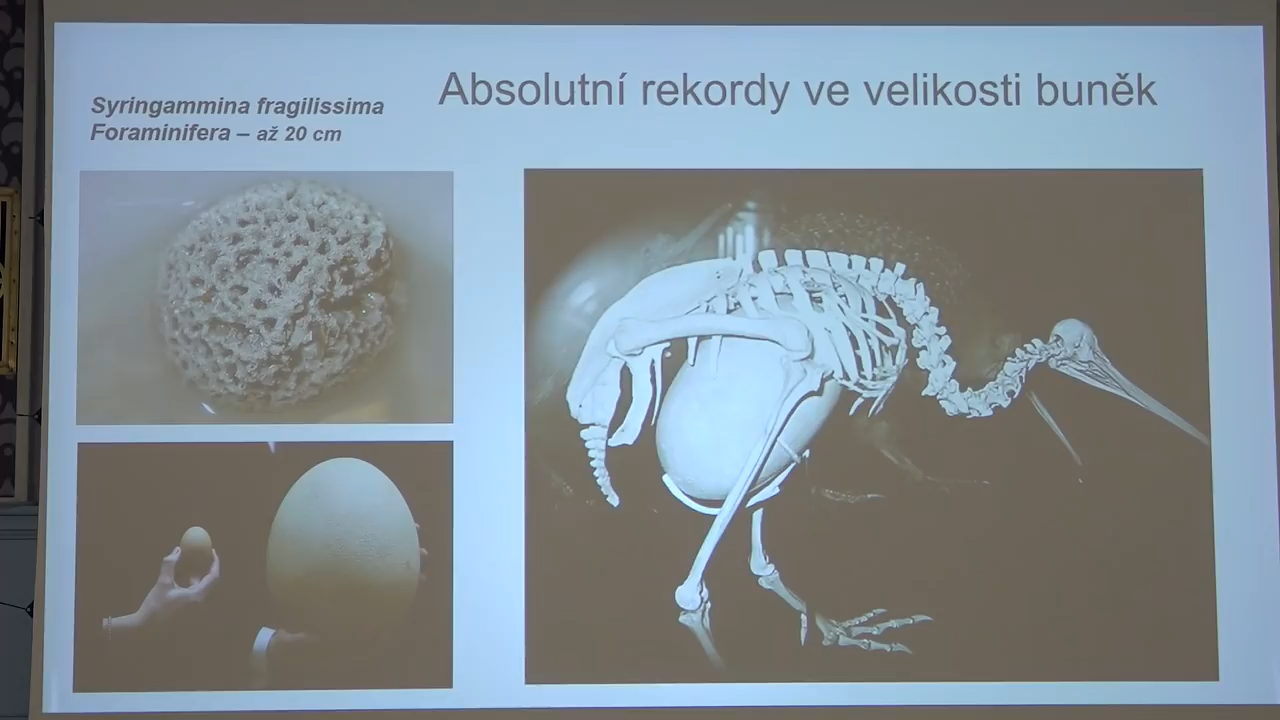 Absolutní rekordy ve velikosti buněk
Syringammina fragilissima
Foraminifera – až 20 cm